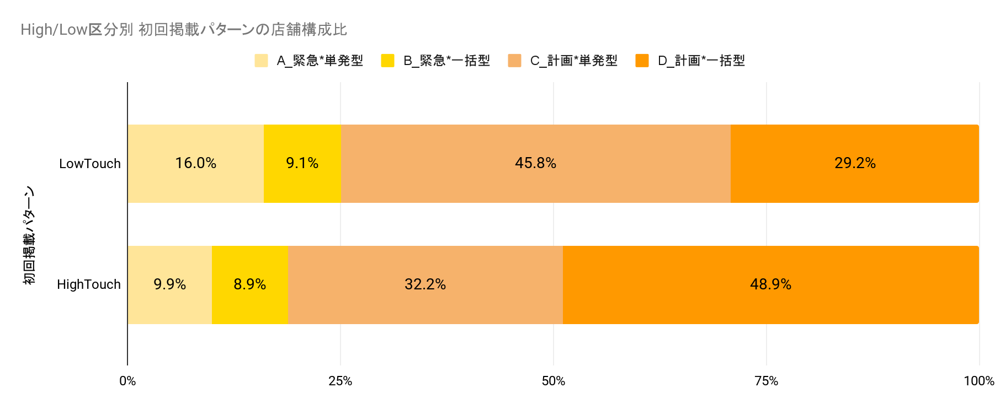 High/Low区分別 初回掲載パターンの店舗構成比
A_緊急*単発型 B_緊急*一括型 C_計画*単発型 D_計画*一括型
初回掲載パターン
LowTouch 16.0% 9.1% 45.8% 29.2%
HighTouch 9.9% 8.9% 32.2% 48.9%
0% 25% 50% 75% 100%